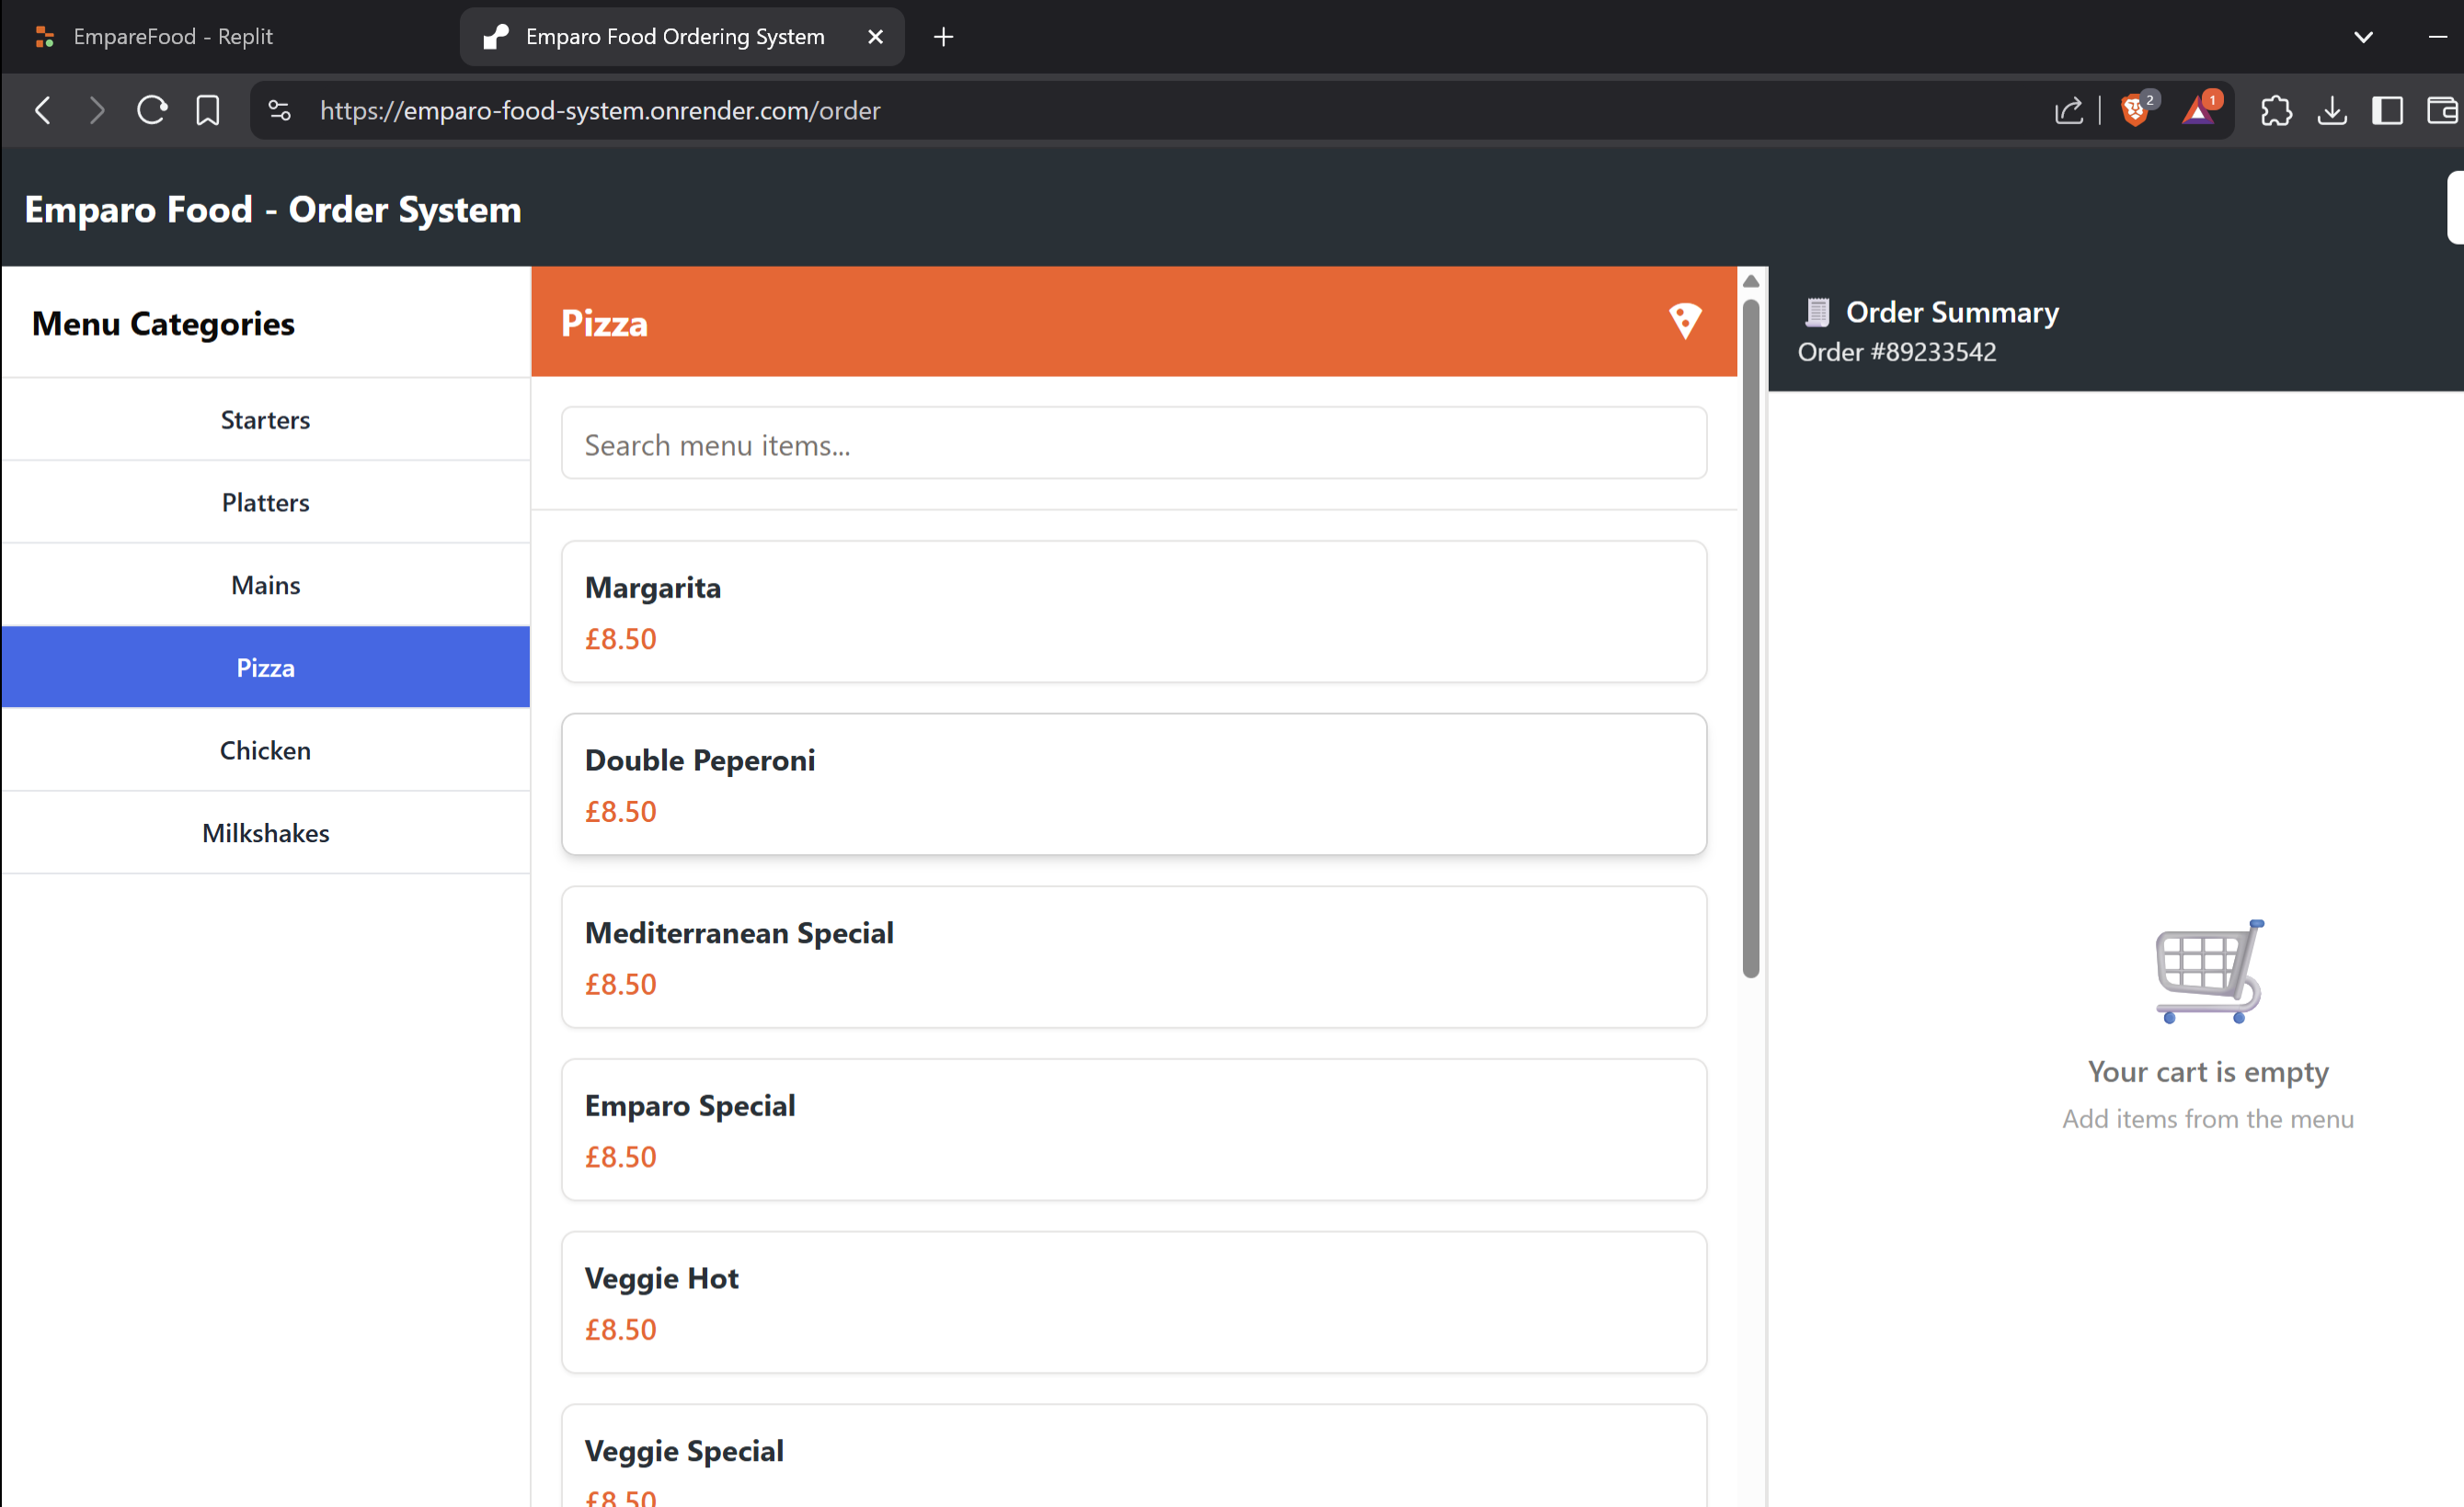 EmpareFood - Replit
Emparo Food Ordering System
https://emparo-food-system.onrender.com/order
2
1
Emparo Food - Order System
Menu Categories
Starters
Platters
Mains
Pizza
Chicken
Milkshakes
Pizza
Search menu items...
Margarita
£8.50
Double Peperoni
£8.50
Mediterranean Special
£8.50
Emparo Special
£8.50
Veggie Hot
£8.50
Veggie Special
£8.50
Order Summary
Order #89233542
Your cart is empty
Add items from the menu